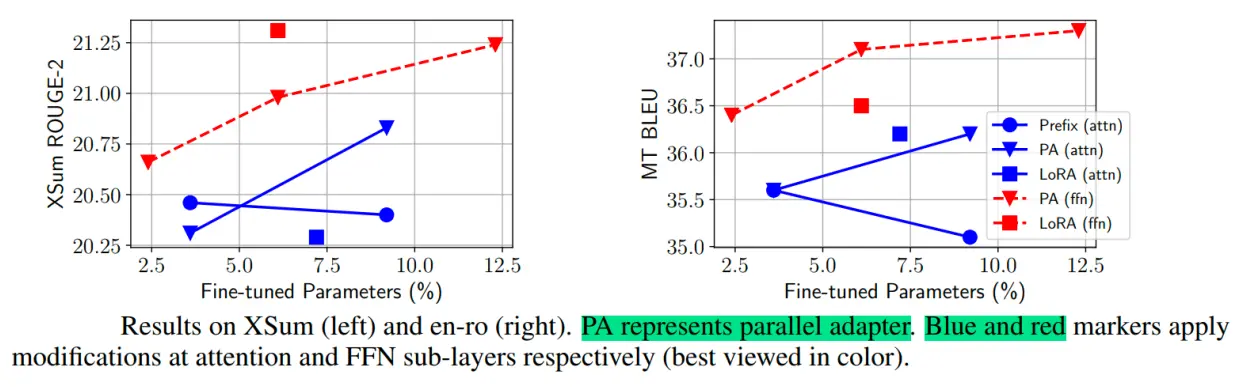 XSum ROUGE-2
21.25
21.00
20.75
20.50
20.25
2.5 5.0 7.5 10.0 12.5
Fine-tuned Parameters (%)
MT BLEU
37.0
36.5
36.0
35.5
35.0
2.5 5.0 7.5 10.0 12.5
Fine-tuned Parameters (%)
Prefix (attn)
PA (attn)
LoRA (attn)
PA (ffn)
LoRA (ffn)
Results on XSum (left) and en-ro (right). PA represents parallel adapter. Blue and red markers apply
modifications at attention and FFN sub-layers respectively (best viewed in color).